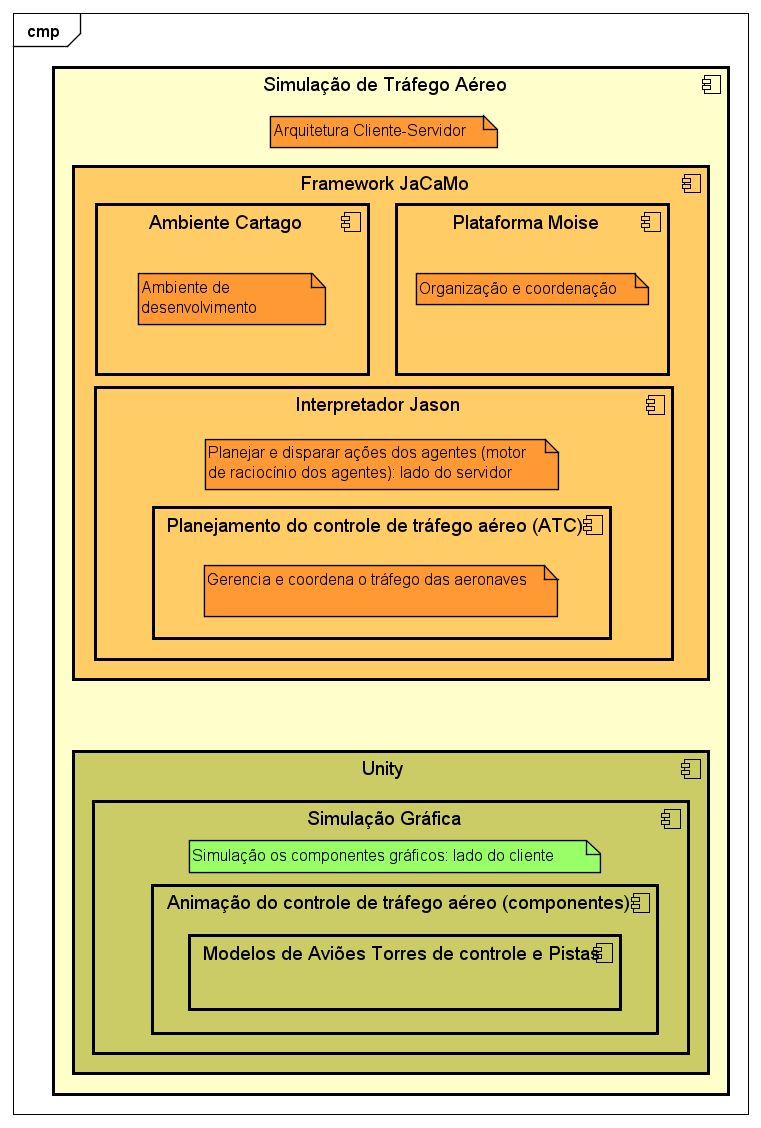 cmp
Simulação de Tráfego Aéreo
Arquitetura Cliente-Servidor
Framework JaCaMo
Ambiente Cartago
Ambiente de
desenvolvimento
Plataforma Moise
Organização e coordenação
Interpretador Jason
Planejar e disparar ações dos agentes (motor
de raciocínio dos agentes): lado do servidor
Planejamento do controle de tráfego aéreo (ATC)
Gerencia e coordena o tráfego das aeronaves
Unity
Simulação Gráfica
Simulação os componentes gráficos: lado do cliente
Animação do controle de tráfego aéreo (componentes)
Modelos de Aviões Torres de controle e Pistas